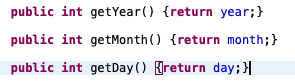 public int getYear() {return year;}
public int getMonth() {return month;}
public int getDay() {return day;}